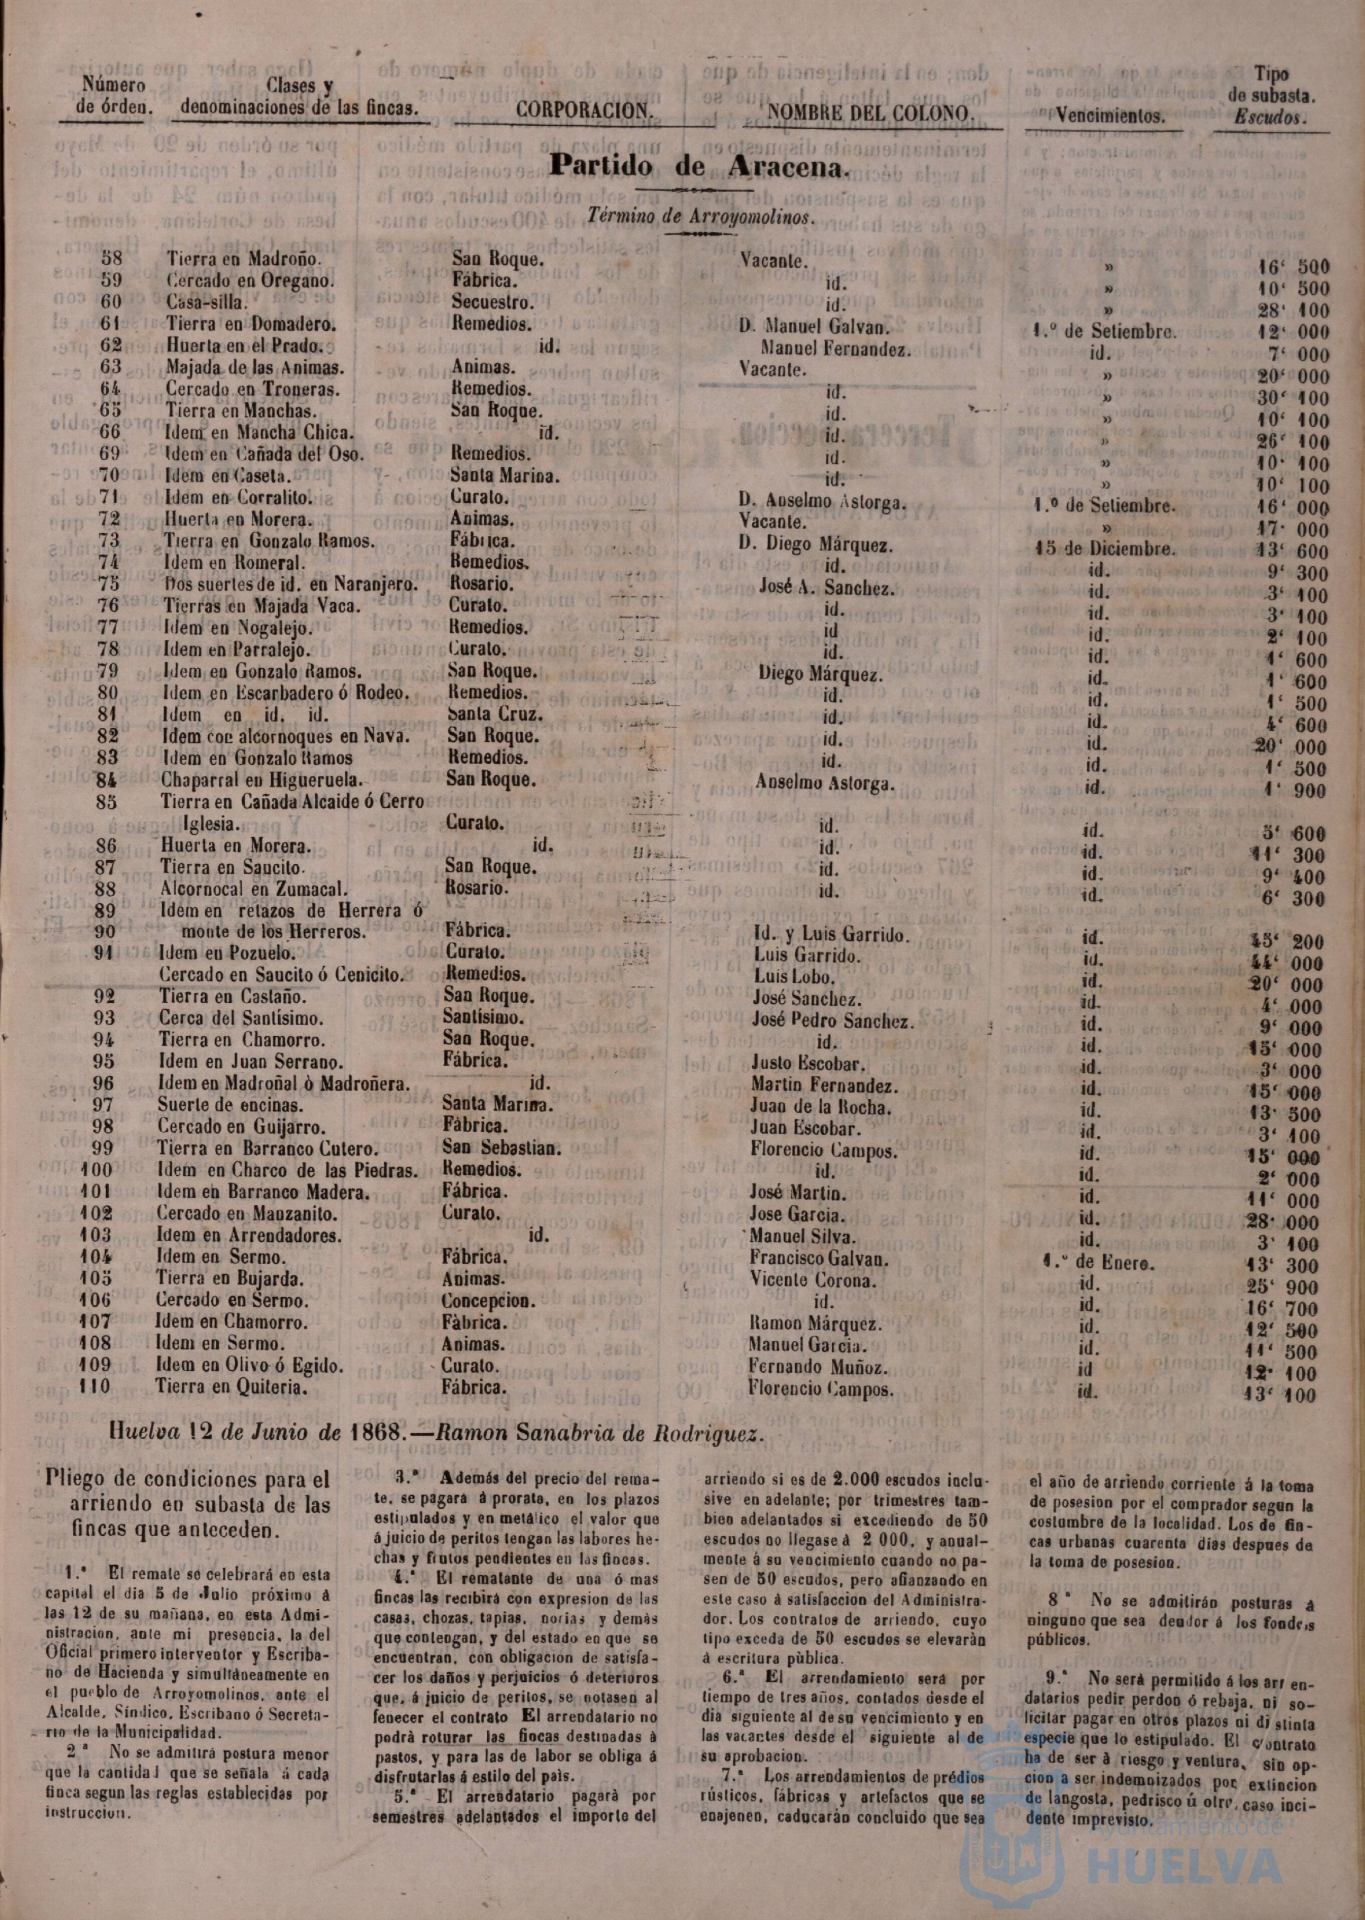 Número de órden. Clases y denominaciones de las fincas. CORPORACION. NOMBRE DEL COLONO. Vencimientos. Tipo de subasta. Escudos.
Partido de Aracena.
Término de Arroyomolinos.
58 Tierra en Madroño. San Roque. Vacante. » 16‘ 500
59 Cercado en Oregano. Fábrica. id. » 10‘ 500
60 Casa-silla. Secuestro. id. » 28‘ 100
61 Tierra en Domadero. Remedios. D. Manuel Galvan. 1.º de Setiembre. 12‘ 000
62 Huerta en el Prado. id. Manuel Fernandez. id. 7‘ 000
63 Majada de las Animas. Animas. Vacante. » 20‘ 000
64 Cercado en Troneras. Remedios. id. » 30‘ 100
65 Tierra en Manchas. San Roque. id. » 10‘ 100
66 Idem en Mancha Chica. id. id. » 26‘ 100
69 Idem en Cañada del Oso. Remedios. id. » 10‘ 100
70 Idem en Caseta. Santa Marina. id. » 10‘ 100
71 Idem en Corralito. Curato. D. Anselmo Astorga. 1.º de Setiembre. 16‘ 000
72 Huerta en Morera. Animas. Vacante. » 17‘ 000
73 Tierra en Gonzalo Ramos. Fábrica. D. Diego Márquez. 15 de Diciembre. 13‘ 600
74 Idem en Romeral. Remedios. id. id. 9‘ 300
75 Dos suertes de id. en Naranjero. Rosario. José A. Sanchez. id. 3‘ 100
76 Tierras en Majada Vaca. Curato. id. id. 3‘ 100
77 Idem en Nogalejo. Remedios. id id. 2‘ 100
78 Idem en Parralejo. Curato. id. id. 1‘ 600
79 Idem en Gonzalo Ramos. San Roque. Diego Márquez. id. 1‘ 600
80 Idem en Escarbadero ó Rodeo. Remedios. id. id. 1‘ 500
81 Idem en id. id. Santa Cruz. id. id. 4‘ 600
82 Idem con alcornoques en Nava. San Roque. id. id. 20‘ 000
83 Idem en Gonzalo Ramos Remedios. id. id. 1‘ 500
84 Chaparral en Higueruela. San Roque. Anselmo Astorga. id. 1‘ 900
85 Tierra en Cañada Alcaide ó Cerro
Iglesia. Curato. id. id. 5‘ 600
86 Huerta en Morera. id. id. id. 11‘ 300
87 Tierra en Saucito. San Roque. id. id. 9‘ 400
88 Alcornocal en Zumacal. Rosario. id. id. 6‘ 300
89 Idem en retazos de Herrera ó
90 monte de los Herreros. Fábrica. Id. y Luis Garrido. id. 45‘ 200
91 Idem en Pozuelo. Curato. Luis Garrido. id. 44‘ 000
Cercado en Saucito ó Cenicito. Remedios. Luis Lobo. id. 20‘ 000
92 Tierra en Castaño. San Roque. José Sanchez. id. 4‘ 000
93 Cerca del Santísimo. Santísimo. José Pedro Sanchez. id. 9‘ 000
94 Tierra en Chamorro. San Roque. id. id. 15‘ 000
95 Idem en Juan Serrano. Fábrica. Justo Escobar. id. 3‘ 000
96 Idem en Madroñal ò Madroñera. id. Martin Fernandez. id. 15‘ 000
97 Suerte de encinas. Santa Marina. Juan de la Rocha. id. 13‘ 500
98 Cercado en Guijarro. Fábrica. Juan Escobar. id. 3‘ 100
99 Tierra en Barranco Cutero. San Sebastian. Florencio Campos. id. 15‘ 000
100 Idem en Charco de las Piedras. Remedios. id. id. 2‘ 000
101 Idem en Barranco Madera. Fábrica. José Martin. id. 11‘ 000
102 Cercado en Manzanito. Curato. Jose Garcia. id. 28‘ 000
103 Idem en Arrendadores. id. Manuel Silva. id. 3‘ 100
104 Idem en Sermo. Fábrica. Francisco Galvan. 1.º de Enero. 13‘ 300
105 Tierra en Bujarda. Animas. Vicente Corona. id. 25‘ 900
106 Cercado en Sermo. Concepcion. id. id. 16‘ 700
107 Idem en Chamorro. Fàbrica. Ramon Márquez. id. 12‘ 500
108 Idem en Sermo. Animas. Manuel Garcia. id. 11‘ 500
109 Idem en Olivo ó Egido. Curato. Fernando Muñoz. id 12‘ 100
110 Tierra en Quiteria. Fábrica. Florencio Campos. id. 13‘ 100
Huelva 12 de Junio de 1868.—Ramon Sanabria de Rodriguez.
Pliego de condiciones para el
arriendo en subasta de las
fincas que anteceden.
1.ª El remate se celebrará en esta
capital el dia 5 de Julio próximo á
las 12 de su mañana, en esta Admi-
nistracion, ante mi presencia, la del
Oficial primero interventor y Escriba-
no de Hacienda y simultáneamente en
el pueblo de Arroyomolinos, ante el
Alcalde, Sindico, Escribano ó Secreta-
rio de la Municipalidad.
2.ª No se admitirá postura menor
que la cantidad que se señala á cada
finca segun las reglas establecidas por
instruccion.
3.ª Además del precio del rema-
te, se pagará á prorata, en los plazos
estipulados y en metálico el valor que
á juicio de peritos tengan las labores he-
chas y frutos pendientes en las fincas.
4.ª El rematante de una ó mas
fincas las recibirá con expresion de las
casas, chozas, tapias, norias y demás
que contengan, y del estado en que se
encuentran, con obligacion de satisfa-
cer los daños y perjuicios ó deterioros
que, á juicio de peritos, se notasen al
fenecer el contrato El arrendatario no
podrà roturar las fincas destinadas à
pastos, y para las de labor se obliga á
disfrutarlas á estilo del pais.
5.ª El arrendatario pagará por
semestres adelantados el importe del
arriendo si es de 2.000 escudos inclu-
sive en adelante; por trimestres tam-
bien adelantados si excediendo de 50
escudos no llegase à 2 000, y anual-
mente á su vencimiento cuando no pa-
sen de 50 escudos, pero afianzando en
este caso à satisfaccion del Administra-
dor. Los contratos de arriendo, cuyo
tipo exceda de 50 escudos se elevaràn
á escritura pùblica.
6.ª El arrendamiento será por
tiempo de tres años, contados desde el
dia siguiente al de su vencimiento y en
las vacantes desde el siguiente al de
su aprobacion.
7.ª Los arrendamientos de prédios
rùsticos, fábricas y artefactos que se
enajenen, caducarán concluido que sea
el año de arriendo corriente á la toma
de posesion por el comprador segun la
costumbre de la localidad. Los de fin-
cas urbanas cuarenta dias despues de
la toma de posesion.
8ª No se admitiràn posturas á
ninguno que sea deudor á los fondos
públicos.
9.ª No será permitido á los arren-
datarios pedir perdon ó rebaja, ni so-
licitar pagar en otros plazos ni distinta
especie que lo estipulado. El contrato
ha de ser à riesgo y ventura, sin op-
cion a ser indemnizados por extincion
de langosta, pedrisco ú otro caso inci-
dente imprevisto.
Ayuntamiento de
HUELVA